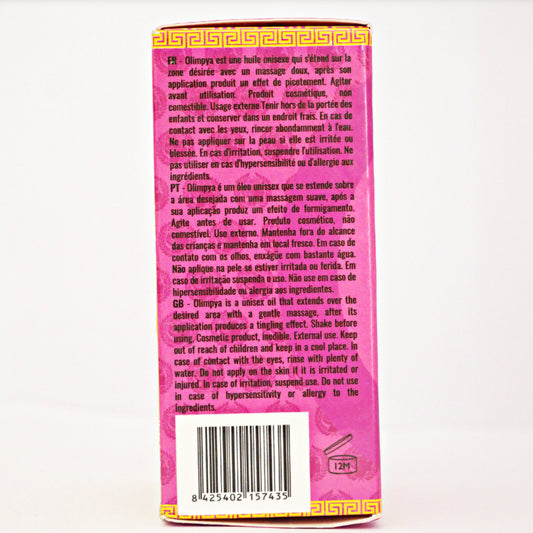 FR - Olimpya est une huile unisexe qui s'étend sur la
zone désirée avec un massage doux, après son
application produit un effet de picotement. Agiter
avant utilisation. Produit cosmétique, non
comestible. Usage externe Tenir hors de la portée des
enfants et conserver dans un endroit frais. En cas de
contact avec les yeux, rincer abondamment à l'eau.
Ne pas appliquer sur la peau si elle est irritée ou
blessée. En cas d'irritation, suspendre l'utilisation. Ne
pas utiliser en cas d'hypersensibilité ou d'allergie aux
ingrédients.
PT - Olimpya é um óleo unissex que se estende sobre
a área desejada com uma massagem suave, após a
sua aplicação produz um efeito de formigamento.
Agite antes de usar. Produto cosmético, não
comestível. Uso externo. Mantenha fora do alcance
das crianças e mantenha em local fresco. Em caso de
contato com os olhos, enxágüe com bastante água.
Não aplique na pele se estiver irritada ou ferida. Em
caso de irritação suspenda o uso. Não use em caso de
hipersensibilidade ou alergia aos ingredientes.
GB - Olimpya is a unisex oil that extends over the
desired area with a gentle massage, after its
application produces a tingling effect. Shake before
using. Cosmetic product, inedible. External use. Keep
out of reach of children and keep in a cool place. In
case of contact with the eyes, rinse with plenty of
water. Do not apply on the skin if it is irritated or
injured. In case of irritation, suspend use. Do not use
in case of hypersensitivity or allergy to the
ingredients.
12M
8 425402 157435